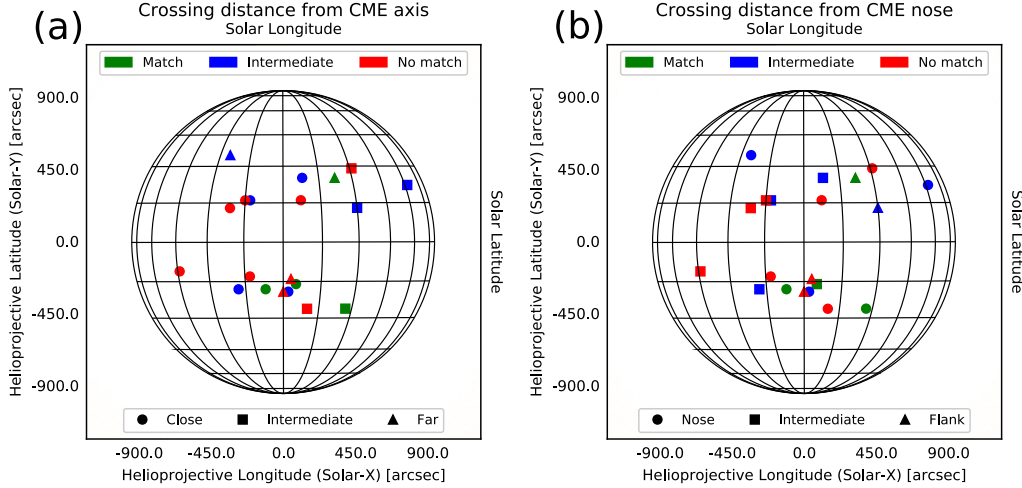 (a)
Crossing distance from CME axis
Solar Longitude
Match Intermediate No match
900.0
450.0
0.0
-450.0
-900.0
Helioprojective Latitude (Solar-Y) [arcsec]
Solar Latitude
Close Intermediate Far
-900.0 -450.0 0.0 450.0 900.0
Helioprojective Longitude (Solar-X) [arcsec]
(b)
Crossing distance from CME nose
Solar Longitude
Match Intermediate No match
900.0
450.0
0.0
-450.0
-900.0
Helioprojective Latitude (Solar-Y) [arcsec]
Solar Latitude
Nose Intermediate Flank
-900.0 -450.0 0.0 450.0 900.0
Helioprojective Longitude (Solar-X) [arcsec]